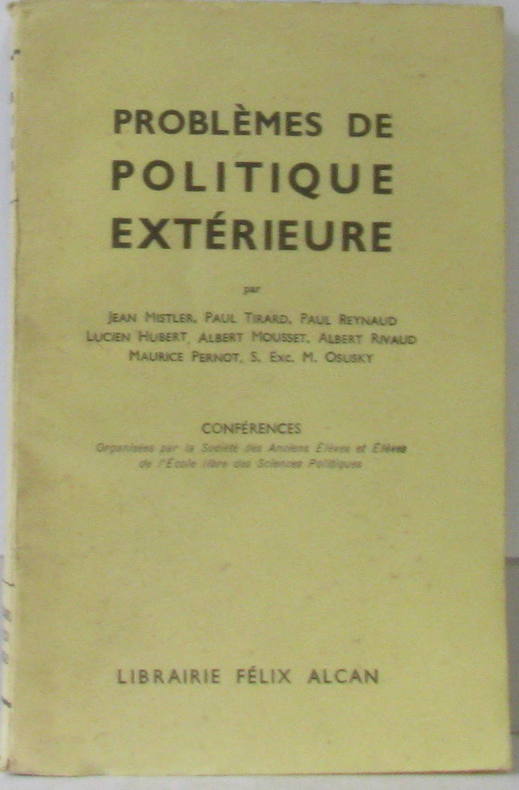 PROBLÈMES DE
POLITIQUE
EXTÉRIEURE
par
JEAN MISTLER, PAUL TIRARD, PAUL REYNAUD
LUCIEN HUBERT, ALBERT MOUSSET, ALBERT RIVAUD
MAURICE PERNOT, S. EXC. M. OSUSKY
CONFÉRENCES
Organisées par la Société des Anciens Élèves et Élèves
de l'École libre des Sciences Politiques
LIBRAIRIE FÉLIX ALCAN